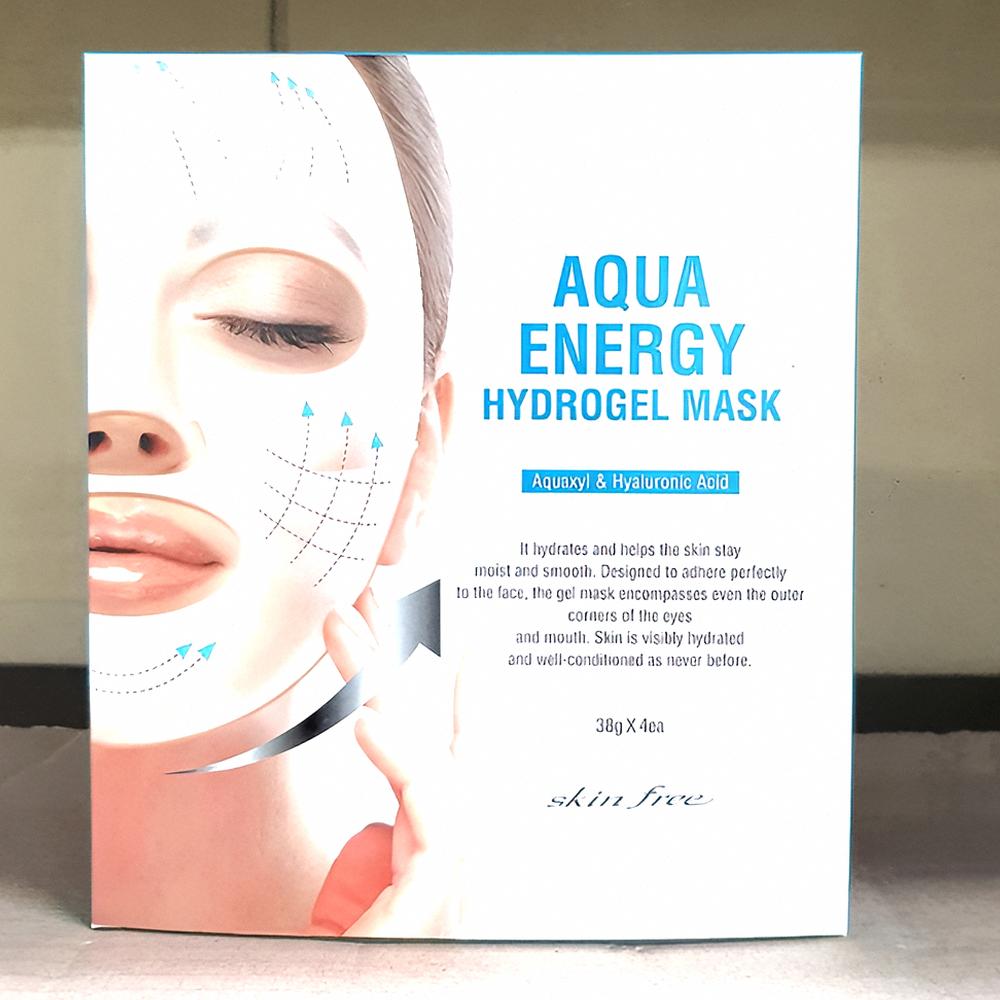 AQUA
ENERGY
HYDROGEL MASK
Aquaxyl & Hyaluronic Acid
It hydrates and helps the skin stay
moist and smooth. Designed to adhere perfectly
to the face, the gel mask encompasses even the outer
corners of the eyes
and mouth. Skin is visibly hydrated
and well-conditioned as never before.
38g X 4ea
skin free